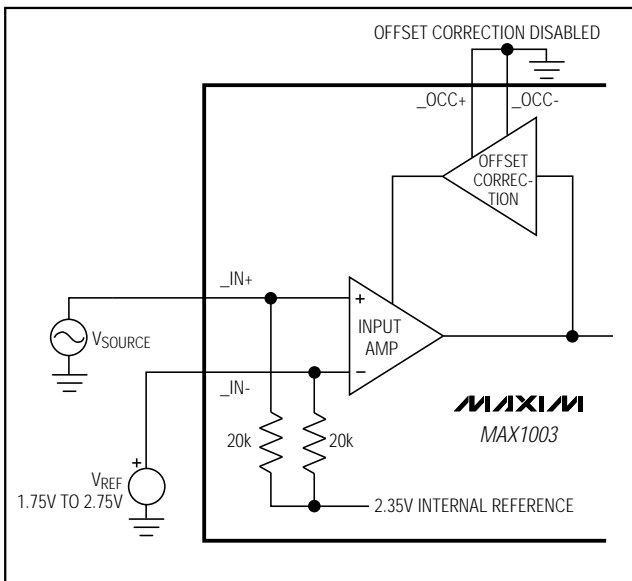 OFFSET CORRECTION DISABLED
_OCC+
_OCC-
OFFSET
CORREC-
TION
_IN+
+
INPUT
AMP
VSOURCE
−
_IN-
MAXIM
MAX1003
20k
20k
+
VREF
1.75V TO 2.75V
2.35V INTERNAL REFERENCE